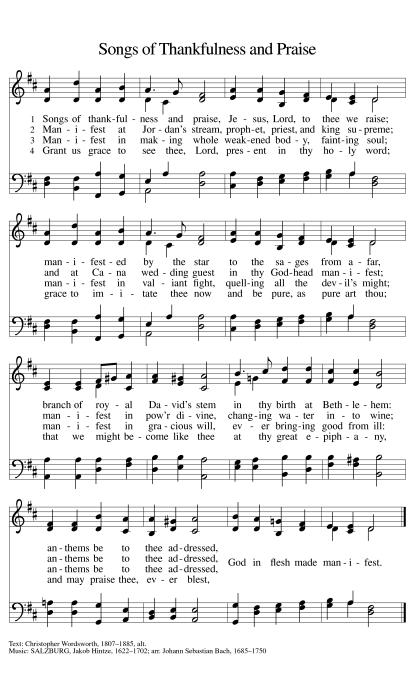 Songs of Thankfulness and Praise
1 Songs of thank-ful - ness and praise, Je - sus, Lord, to thee we raise;
2 Man - i - fest at Jor - dan's stream, proph-et, priest, and king su - preme;
3 Man - i - fest in mak - ing whole weak-ened bod - y, faint-ing soul;
4 Grant us grace to see thee, Lord, pres - ent in thy ho - ly word;
man - i - fest - ed by the star to the sa - ges from a - far,
and at Ca - na wed - ding guest in thy God-head man - i - fest;
man - i - fest in val - iant fight, quell-ing all the dev - il's might;
grace to im - i - tate thee now and be pure, as pure art thou;
branch of roy - al Da - vid's stem in thy birth at Beth - le - hem:
man - i - fest in pow'r di - vine, chang-ing wa - ter in - to wine;
man - i - fest in gra - cious will, ev - er bring-ing good from ill:
that we might be - come like thee at thy great e - piph - a - ny,
an - thems be to thee ad - dressed,
an - thems be to thee ad - dressed, God in flesh made man - i - fest.
an - thems be to thee ad - dressed,
and may praise thee, ev - er blest,
Text: Christopher Wordsworth, 1807–1885, alt.
Music: SALZBURG, Jakob Hintze, 1622–1702; arr. Johann Sebastian Bach, 1685–1750